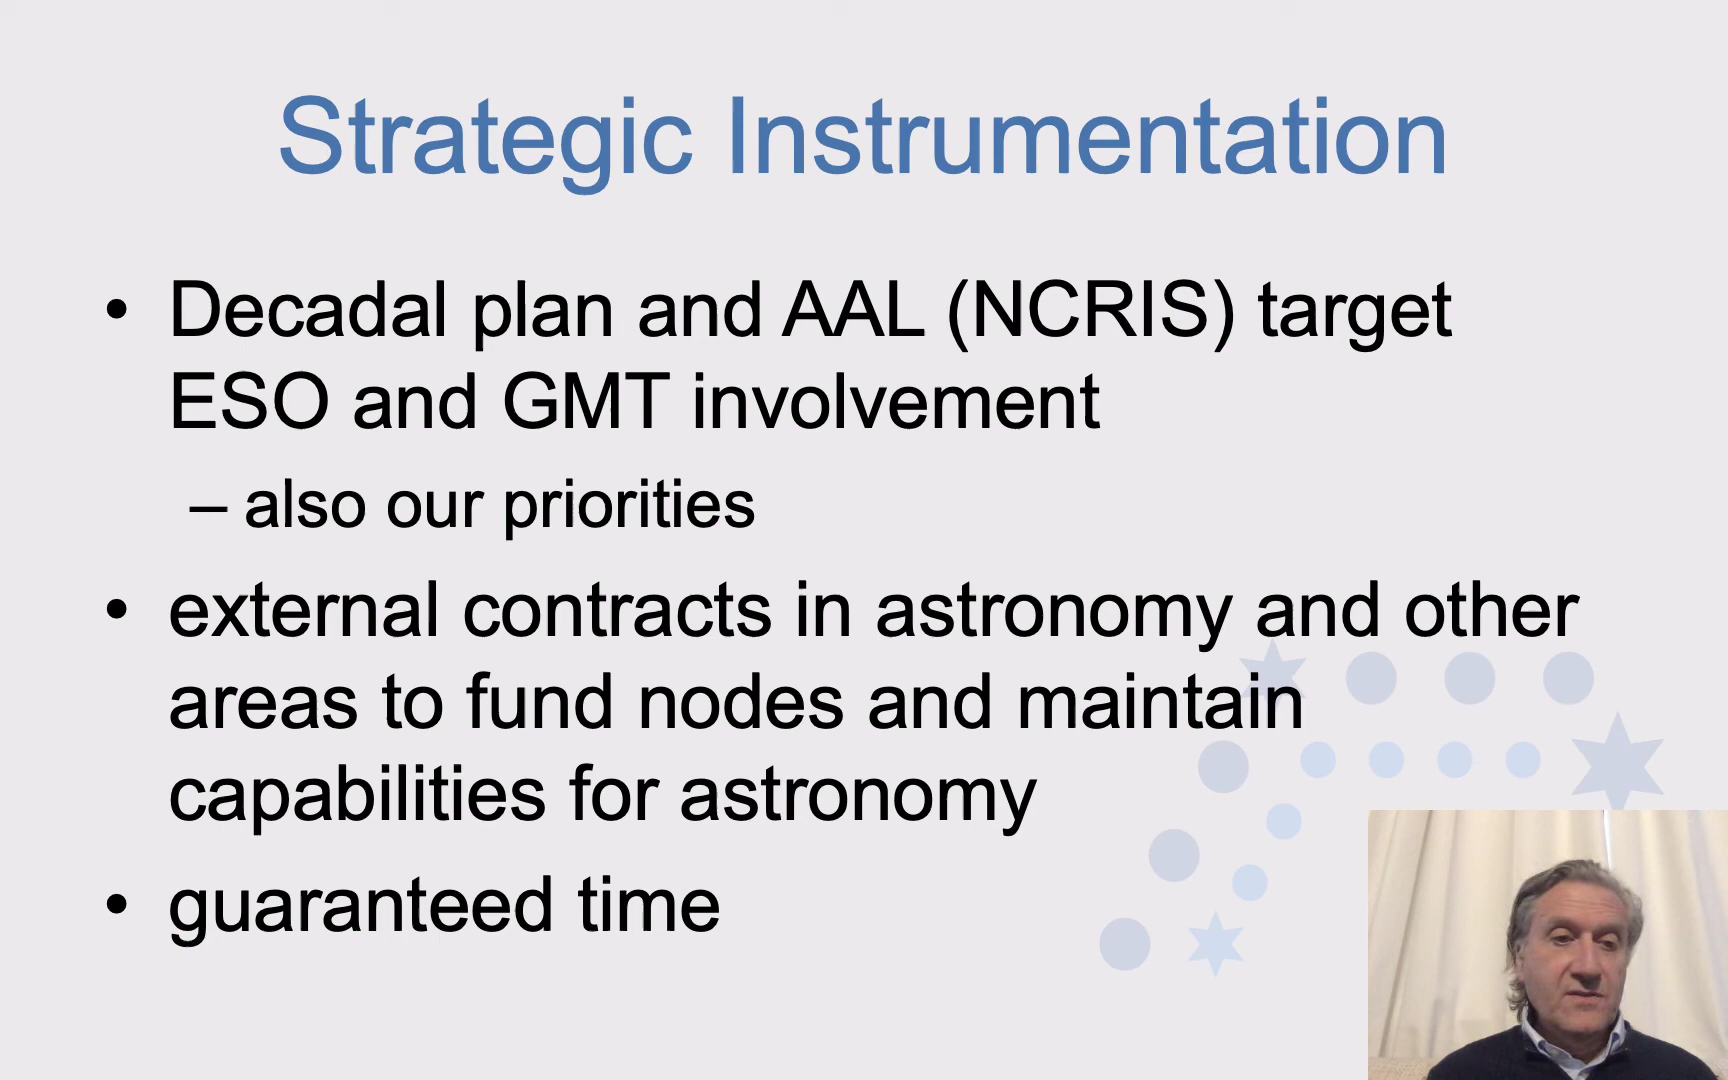 Strategic Instrumentation
• Decadal plan and AAL (NCRIS) target
ESO and GMT involvement
– also our priorities
• external contracts in astronomy and other
areas to fund nodes and maintain
capabilities for astronomy
• guaranteed time